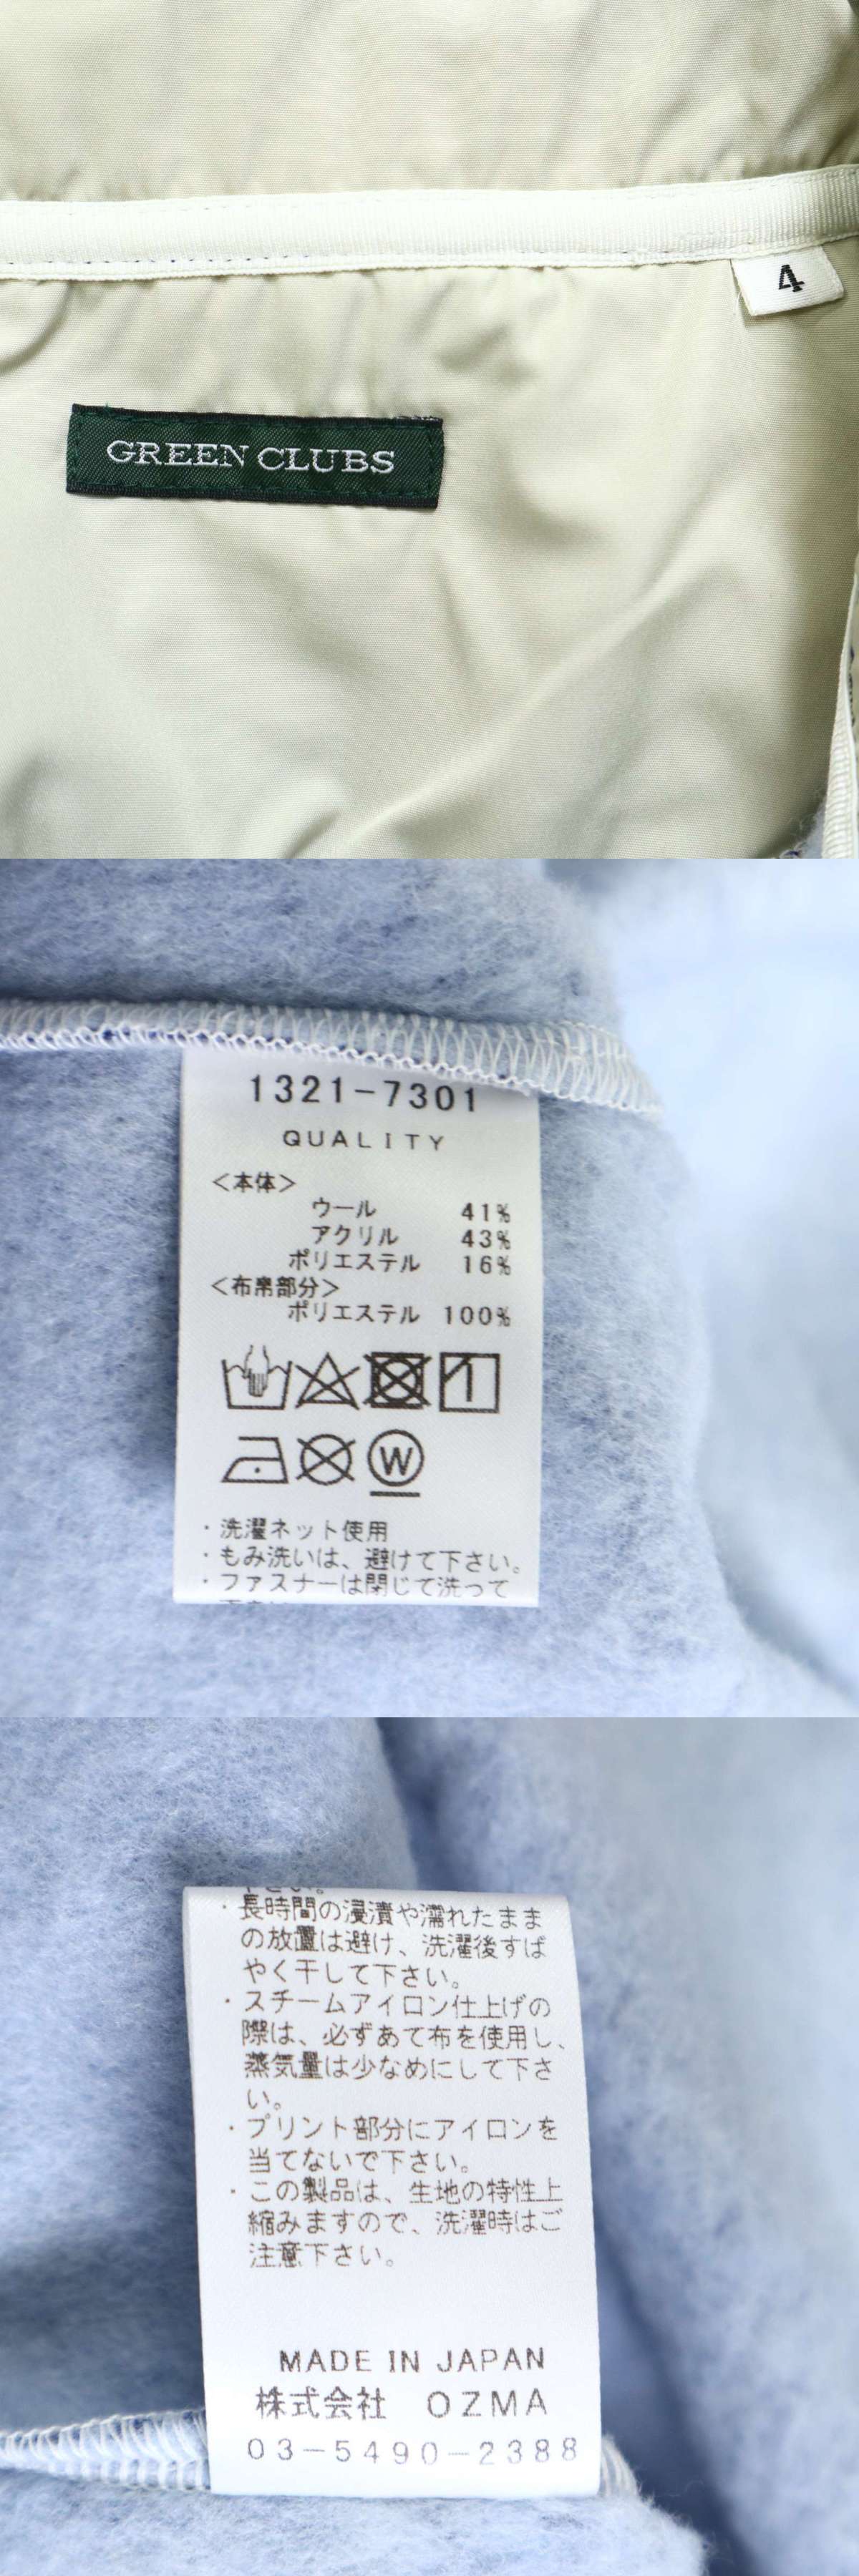 4
GREEN CLUBS
1321-7301
QUALITY
<本体>
ウール 41%
アクリル 43%
ポリエステル 16%
<布帛部分>
ポリエステル 100%
W
・洗濯ネット使用
・もみ洗いは、避けて下さい。
・ファスナーは閉じて洗って
下さい。
・長時間の浸漬や濡れたまま
の放置は避け、洗濯後すば
やく干して下さい。
・スチームアイロン仕上げの
際は、必ずあて布を使用し、
蒸気量は少なめにして下さ
い。
・プリント部分にアイロンを
当てないで下さい。
・この製品は、生地の特性上
縮みますので、洗濯時はご
注意下さい。
MADE IN JAPAN
株式会社 OZMA
03-5490-2388